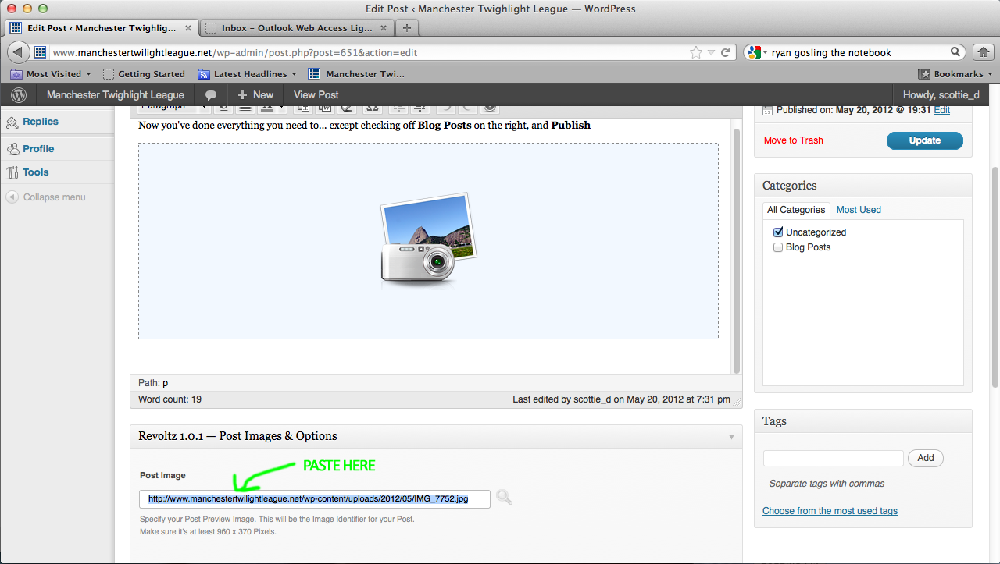 Edit Post ‹ Manchester Twighlight League — WordPress
Edit Post ‹ Manchester Twighlig...
Inbox – Outlook Web Access Lig...
www.manchestertwilightleague.net/wp-admin/post.php?post=651&action=edit
ryan gosling the notebook
Most Visited
Getting Started
Latest Headlines
Manchester Twi...
Bookmarks
Manchester Twighlight League
New
View Post
Howdy, scottie_d
Replies
Profile
Tools
Collapse menu
Paragraph
Now you've done everything you need to... except checking off Blog Posts on the right, and Publish
Path: p
Word count: 19
Last edited by scottie_d on May 20, 2012 at 7:31 pm
Revoltz 1.0.1 — Post Images & Options
PASTE HERE
Post Image
http://www.manchestertwilightleague.net/wp-content/uploads/2012/05/IMG_7752.jpg
Specify your Post Preview Image. This will be the Image Identifier for your Post.
Make sure it's at least 960 x 370 Pixels.
Published on: May 20, 2012 @ 19:31 Edit
Move to Trash
Update
Categories
All Categories
Most Used
Uncategorized
Blog Posts
Tags
Add
Separate tags with commas
Choose from the most used tags